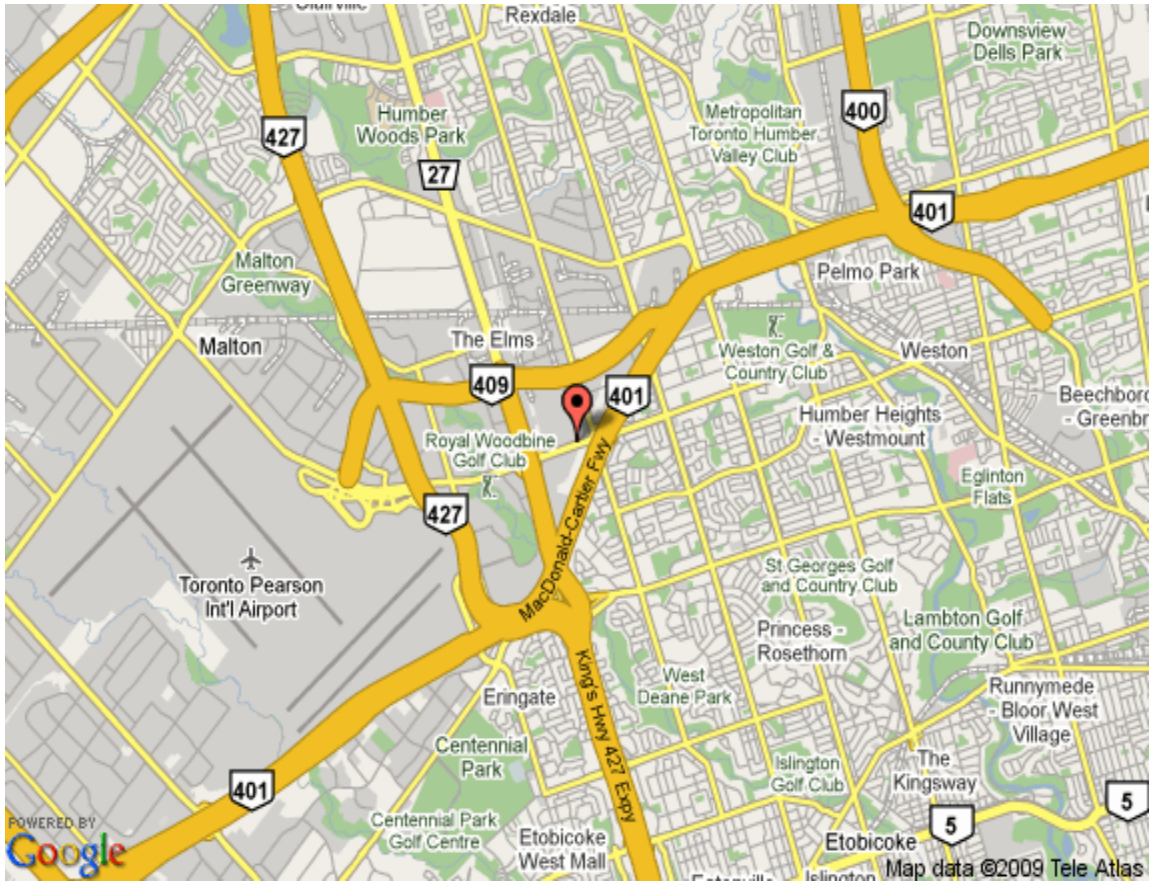 Clairville
Rexdale
Downsview
Dells Park
427
Humber
Woods Park
27
Metropolitan
Toronto Humber
Valley Club
400
401
Malton
Greenway
Pelmo Park
Malton
The Elms
Weston Golf &
Country Club
Weston
409
401
Humber Heights
- Westmount
Beechboro
- Greenbr
Royal Woodbine
Golf Club
Eglinton
Flats
427
MacDonald-Cartier Fwy
Toronto Pearson
Int'l Airport
St Georges Golf
and Country Club
Lambton Golf
and County Club
Princess -
Rosethorn
King's Hwy 427 Expy
West
Deane Park
Eringate
Runnymede
- Bloor West
Village
Centennial
Park
Islington
Golf Club
The
Kingsway
401
5
5
Centennial Park
Golf Centre
Etobicoke
West Mall
Etobicoke
Islington
POWERED BY
Google
Map data ©2009 Tele Atlas